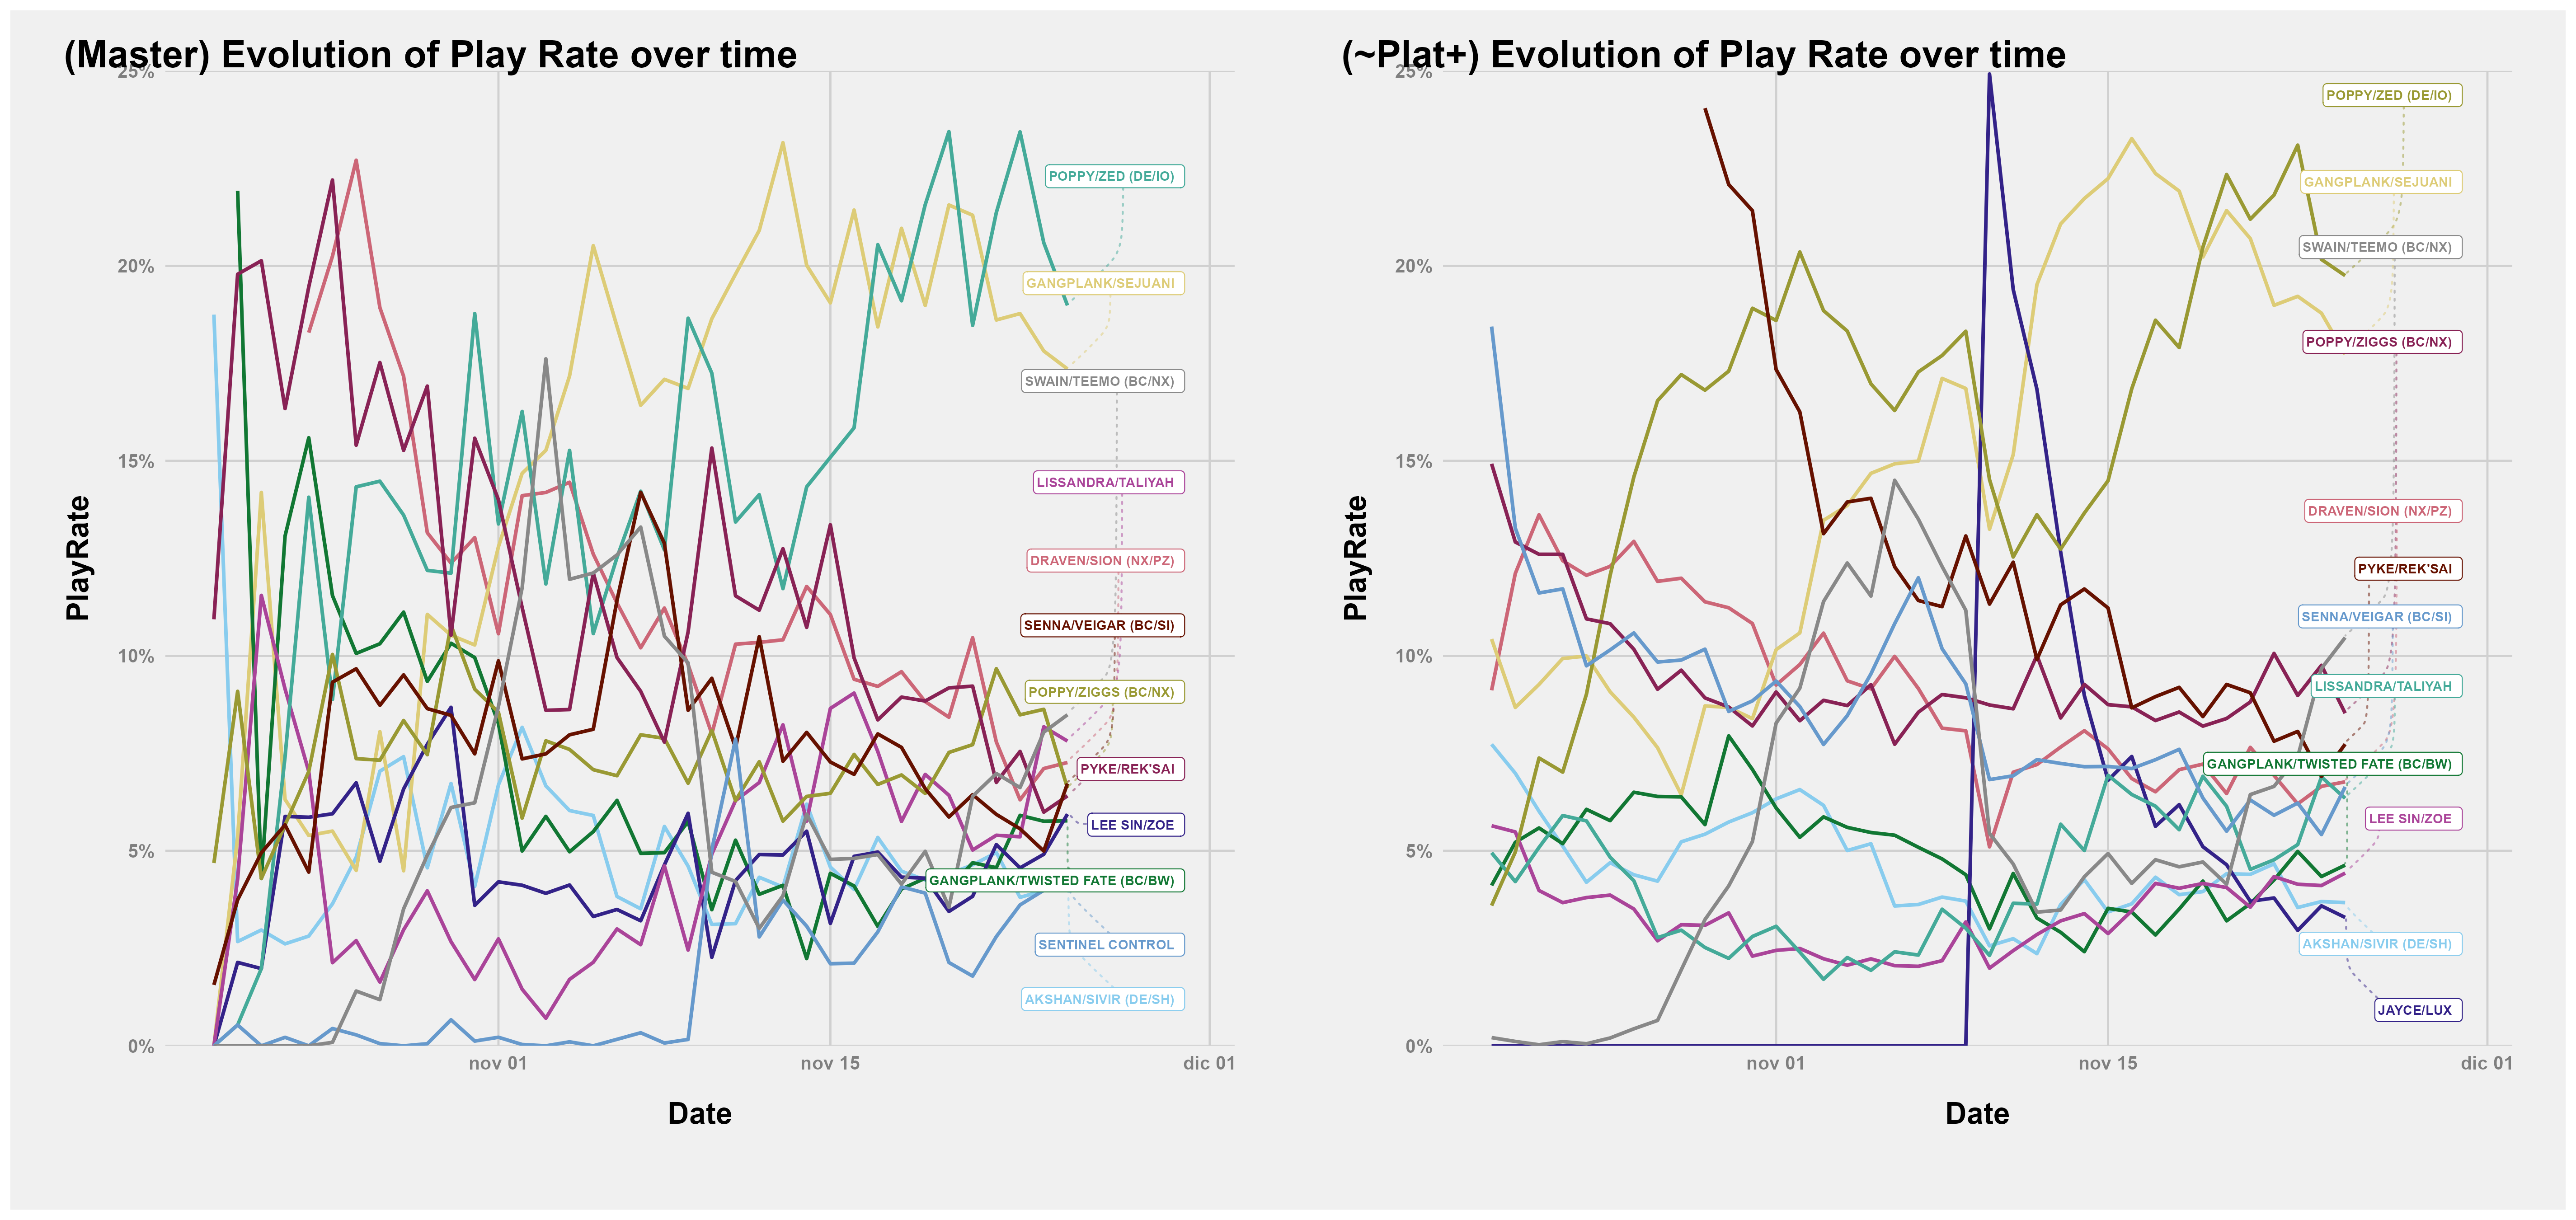 (Master) Evolution of Play Rate over time
25%
20%
15%
10%
5%
0%
PlayRate
POPPY/ZED (DE/IO)
GANGPLANK/SEJUANI
SWAIN/TEEMO (BC/NX)
LISSANDRA/TALIYAH
DRAVEN/SION (NX/PZ)
SENNA/VEIGAR (BC/SI)
POPPY/ZIGGS (BC/NX)
PYKE/REK'SAI
LEE SIN/ZOE
GANGPLANK/TWISTED FATE (BC/BW)
SENTINEL CONTROL
AKSHAN/SIVIR (DE/SH)
nov 01
nov 15
dic 01
Date
(~Plat+) Evolution of Play Rate over time
25%
20%
15%
10%
5%
0%
PlayRate
POPPY/ZED (DE/IO)
GANGPLANK/SEJUANI
SWAIN/TEEMO (BC/NX)
POPPY/ZIGGS (BC/NX)
DRAVEN/SION (NX/PZ)
PYKE/REK'SAI
SENNA/VEIGAR (BC/SI)
LISSANDRA/TALIYAH
GANGPLANK/TWISTED FATE (BC/BW)
LEE SIN/ZOE
AKSHAN/SIVIR (DE/SH)
JAYCE/LUX
nov 01
nov 15
dic 01
Date